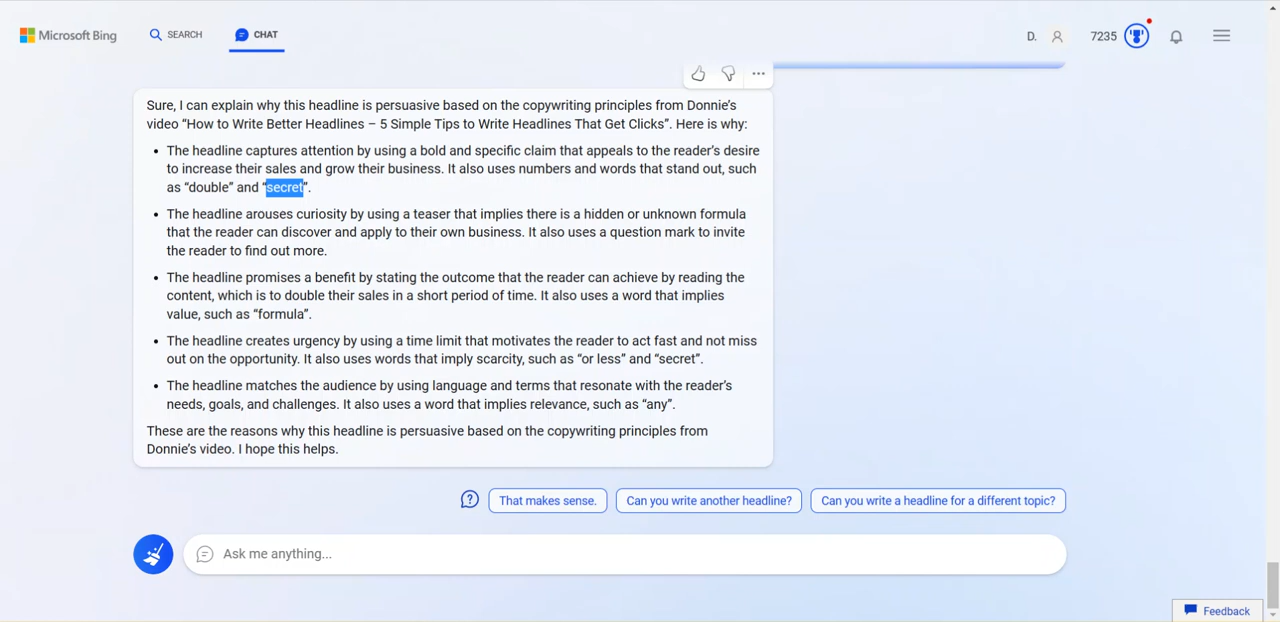 Microsoft Bing
SEARCH
CHAT
D.
7235
Sure, I can explain why this headline is persuasive based on the copywriting principles from Donnie’s
video “How to Write Better Headlines – 5 Simple Tips to Write Headlines That Get Clicks”. Here is why:
• The headline captures attention by using a bold and specific claim that appeals to the reader’s desire
to increase their sales and grow their business. It also uses numbers and words that stand out, such
as “double” and “secret”.
• The headline arouses curiosity by using a teaser that implies there is a hidden or unknown formula
that the reader can discover and apply to their own business. It also uses a question mark to invite
the reader to find out more.
• The headline promises a benefit by stating the outcome that the reader can achieve by reading the
content, which is to double their sales in a short period of time. It also uses a word that implies
value, such as “formula”.
• The headline creates urgency by using a time limit that motivates the reader to act fast and not miss
out on the opportunity. It also uses words that imply scarcity, such as “or less” and “secret”.
• The headline matches the audience by using language and terms that resonate with the reader’s
needs, goals, and challenges. It also uses a word that implies relevance, such as “any”.
These are the reasons why this headline is persuasive based on the copywriting principles from
Donnie’s video. I hope this helps.
That makes sense.
Can you write another headline?
Can you write a headline for a different topic?
Ask me anything...
Feedback